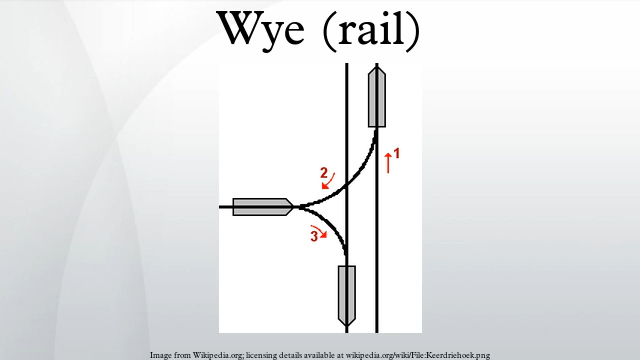 Wye (rail)
1
2
3
Image from Wikipedia.org; licensing details available at wikipedia.org/wiki/File:Keerdriehoek.png